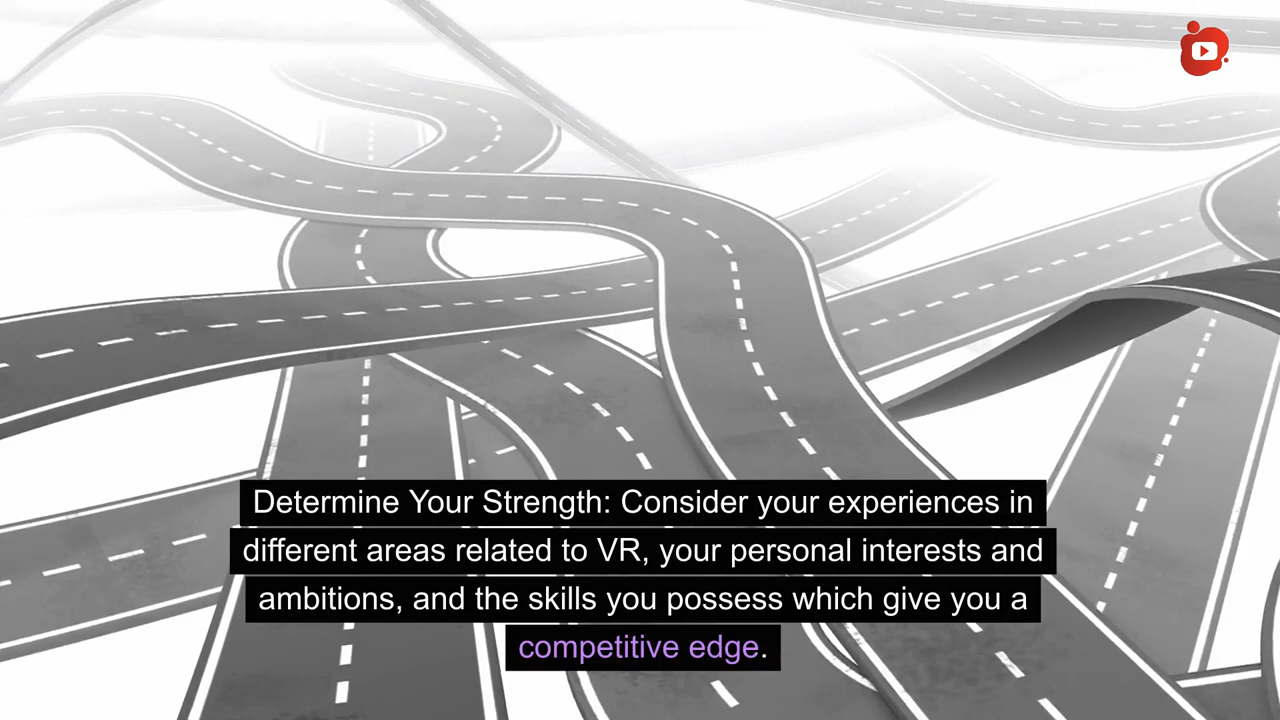 Determine Your Strength: Consider your experiences in
different areas related to VR, your personal interests and
ambitions, and the skills you possess which give you a
competitive edge.